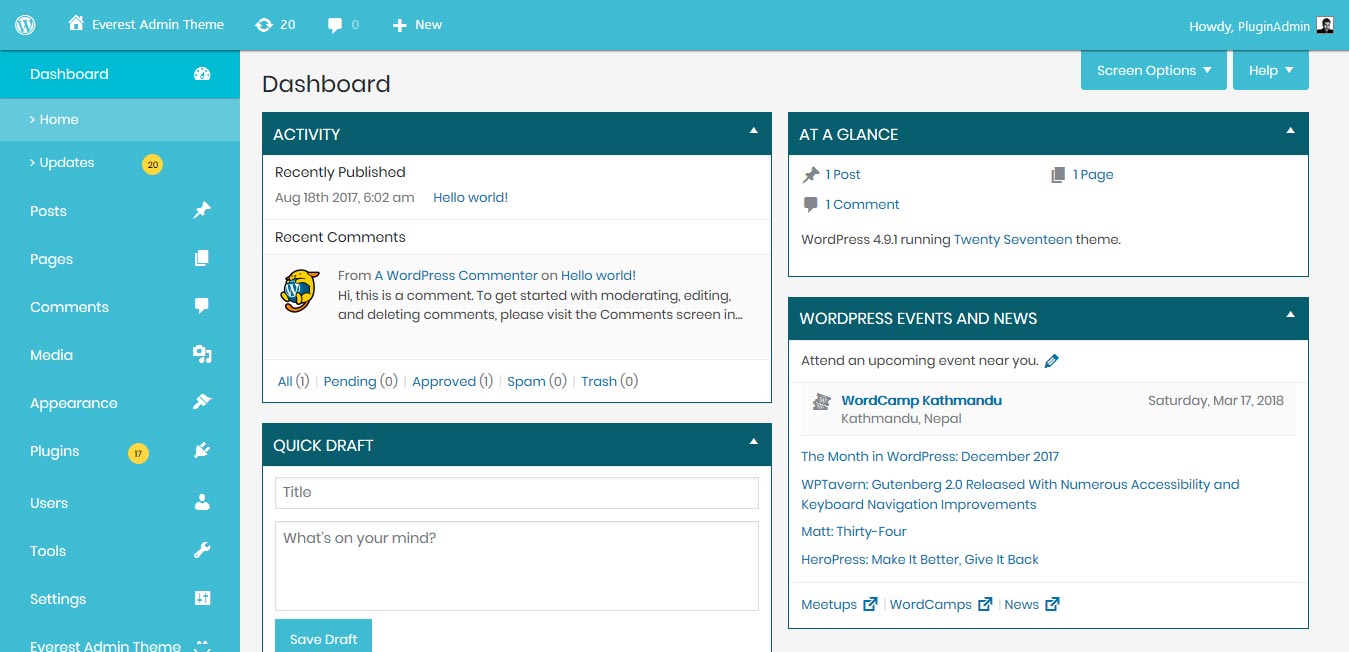 Everest Admin Theme 20 0 New
Howdy, PluginAdmin
Dashboard
> Home
> Updates 20
Posts
Pages
Comments
Media
Appearance
Plugins 17
Users
Tools
Settings
Everest Admin Theme
Screen Options Help
Dashboard
ACTIVITY
Recently Published
Aug 18th 2017, 6:02 am Hello world!
Recent Comments
From A WordPress Commenter on Hello world!
Hi, this is a comment. To get started with moderating, editing,
and deleting comments, please visit the Comments screen in...
All (1) | Pending (0) | Approved (1) | Spam (0) | Trash (0)
QUICK DRAFT
Title
What's on your mind?
Save Draft
AT A GLANCE
1 Post 1 Page
1 Comment
WordPress 4.9.1 running Twenty Seventeen theme.
WORDPRESS EVENTS AND NEWS
Attend an upcoming event near you.
WordCamp Kathmandu Saturday, Mar 17, 2018
Kathmandu, Nepal
The Month in WordPress: December 2017
WPTavern: Gutenberg 2.0 Released With Numerous Accessibility and
Keyboard Navigation Improvements
Matt: Thirty-Four
HeroPress: Make It Better, Give It Back
Meetups | WordCamps | News